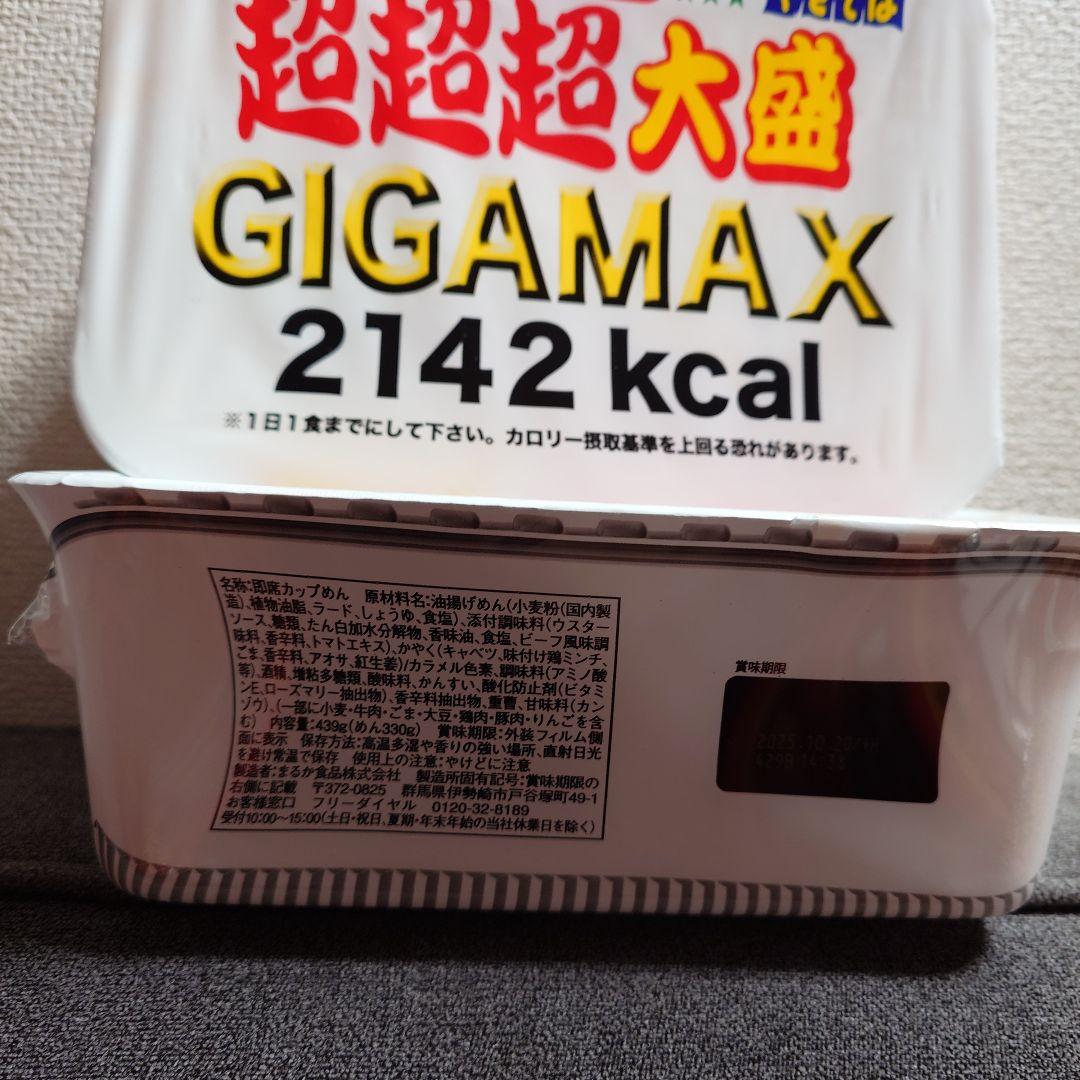 やきそば
超超超大盛
GIGAMAX
2142 kcal
※1日1食までにして下さい。カロリー摂取基準を上回る恐れがあります。
名称:即席カップめん 原材料名:油揚げめん(小麦粉(国内製
造)、植物油脂、ラード、しょうゆ、食塩)、添付調味料(ウスター
ソース、糖類、たん白加水分解物、香味油、食塩、ビーフ風味調
味料、香辛料、トマトエキス)、かやく(キャベツ、味付け鶏ミンチ、
ごま、香辛料、アオサ、紅生姜)/カラメル色素、調味料(アミノ酸
等)、酒精、増粘多糖類、酸味料、かんすい、酸化防止剤(ビタミ
ンE、ローズマリー抽出物)、香辛料抽出物、重曹、甘味料(カン
ゾウ)、(一部に小麦・牛肉・ごま・大豆・鶏肉・豚肉・りんごを含
む) 内容量:439g(めん330g) 賞味期限:外装フィルム側
面に表示 保存方法:高温多湿や香りの強い場所、直射日光
を避け常温で保存 使用上の注意:やけどに注意
製造者:まるか食品株式会社 製造所固有記号:賞味期限の
右側に記載 〒372-0825 群馬県伊勢崎市戸谷塚町49-1
お客様窓口 フリーダイヤル 0120-32-8189
受付10:00~15:00(土日・祝日、夏期・年末年始の当社休業日を除く)
賞味期限
4298 14:38